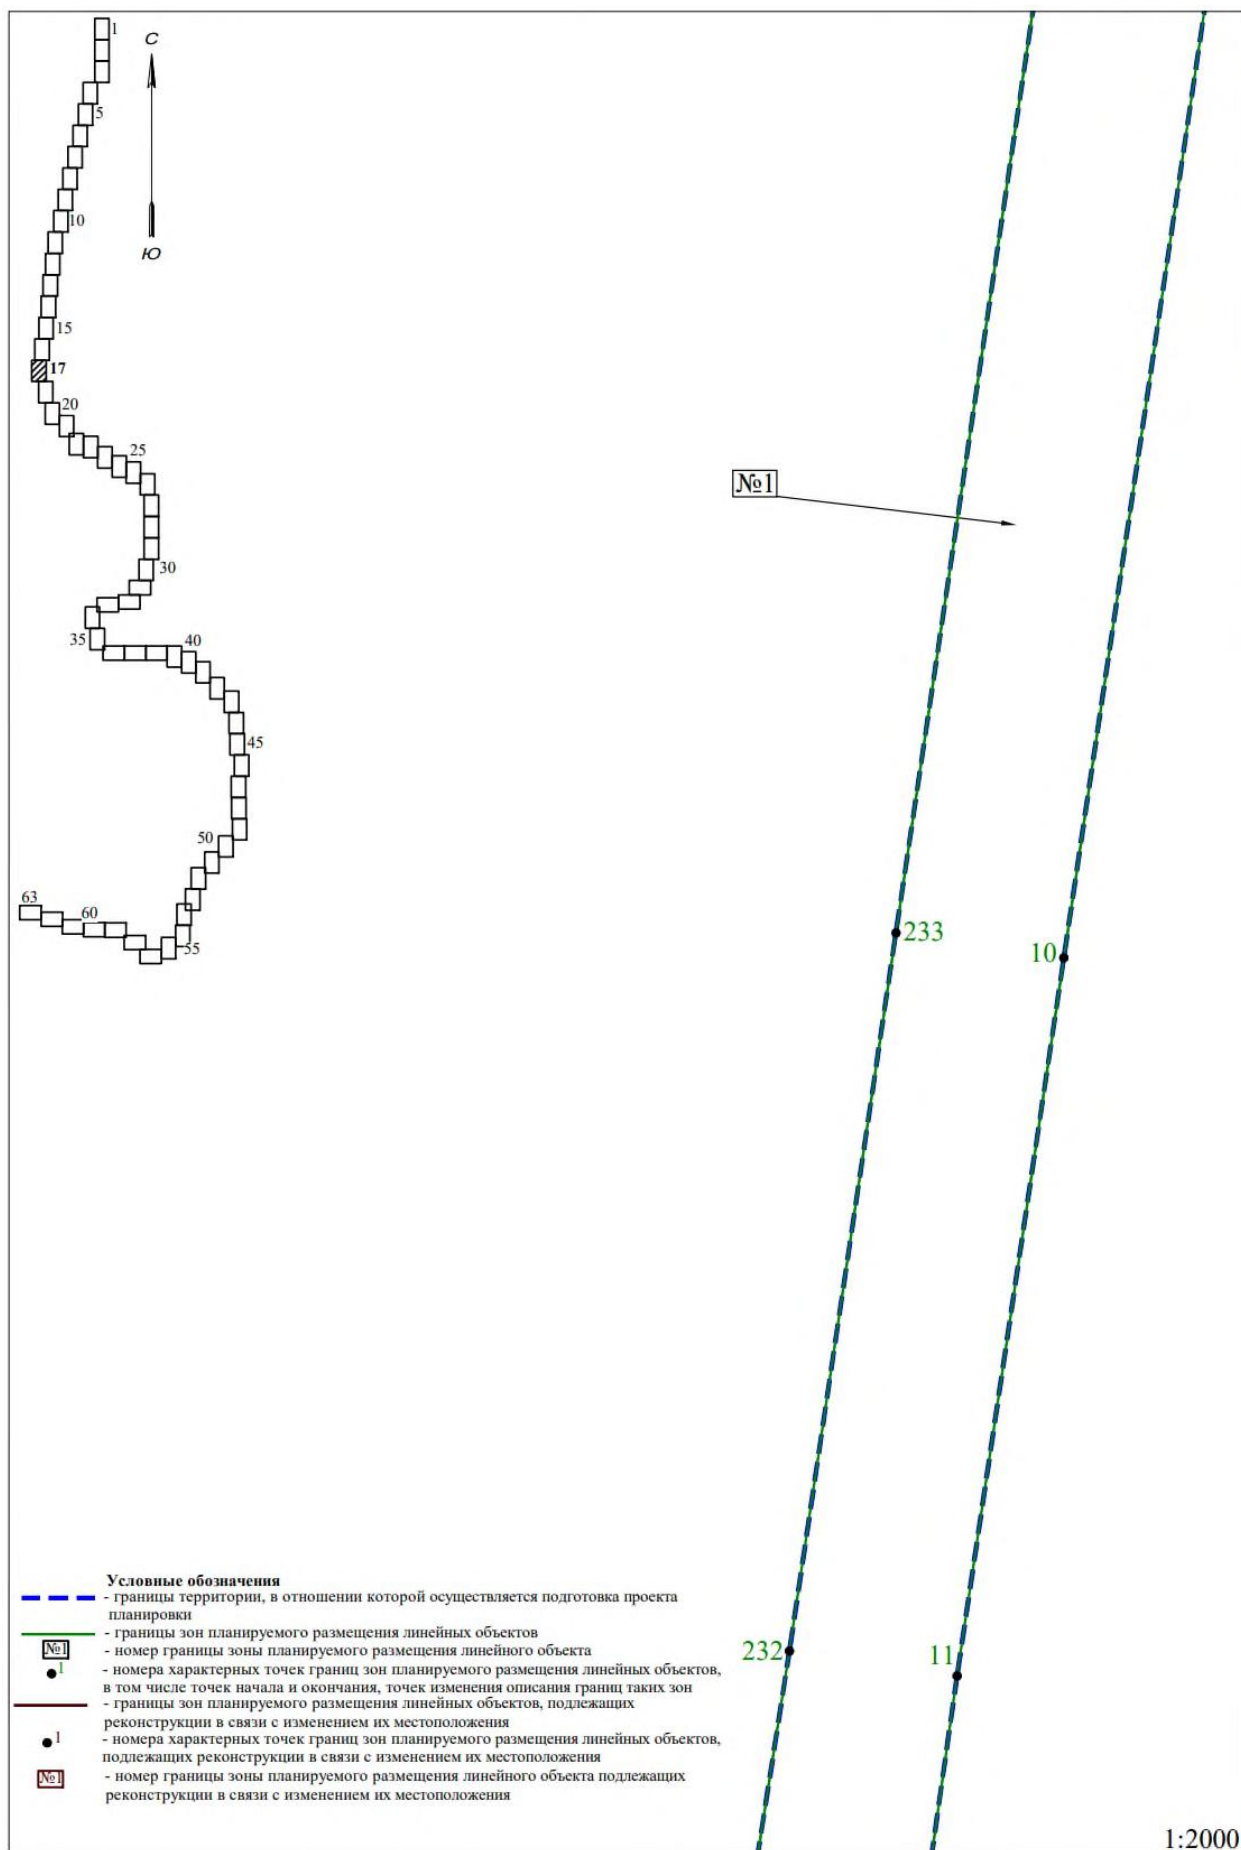 1
С
5
10
Ю
15
17
20
25
№1
30
35
40
45
50
233
10
63
60
55
Условные обозначения
- границы территории, в отношении которой осуществляется подготовка проекта
планировки
- границы зон планируемого размещения линейных объектов
№1 - номер границы зоны планируемого размещения линейного объекта
1 - номера характерных точек границ зон планируемого размещения линейных объектов,
в том числе точек начала и окончания, точек изменения описания границ таких зон
- границы зон планируемого размещения линейных объектов, подлежащих
реконструкции в связи с изменением их местоположения
1 - номера характерных точек границ зон планируемого размещения линейных объектов,
подлежащих реконструкции в связи с изменением их местоположения
№1 - номер границы зоны планируемого размещения линейного объекта подлежащих
реконструкции в связи с изменением их местоположения
232
11
1:2000